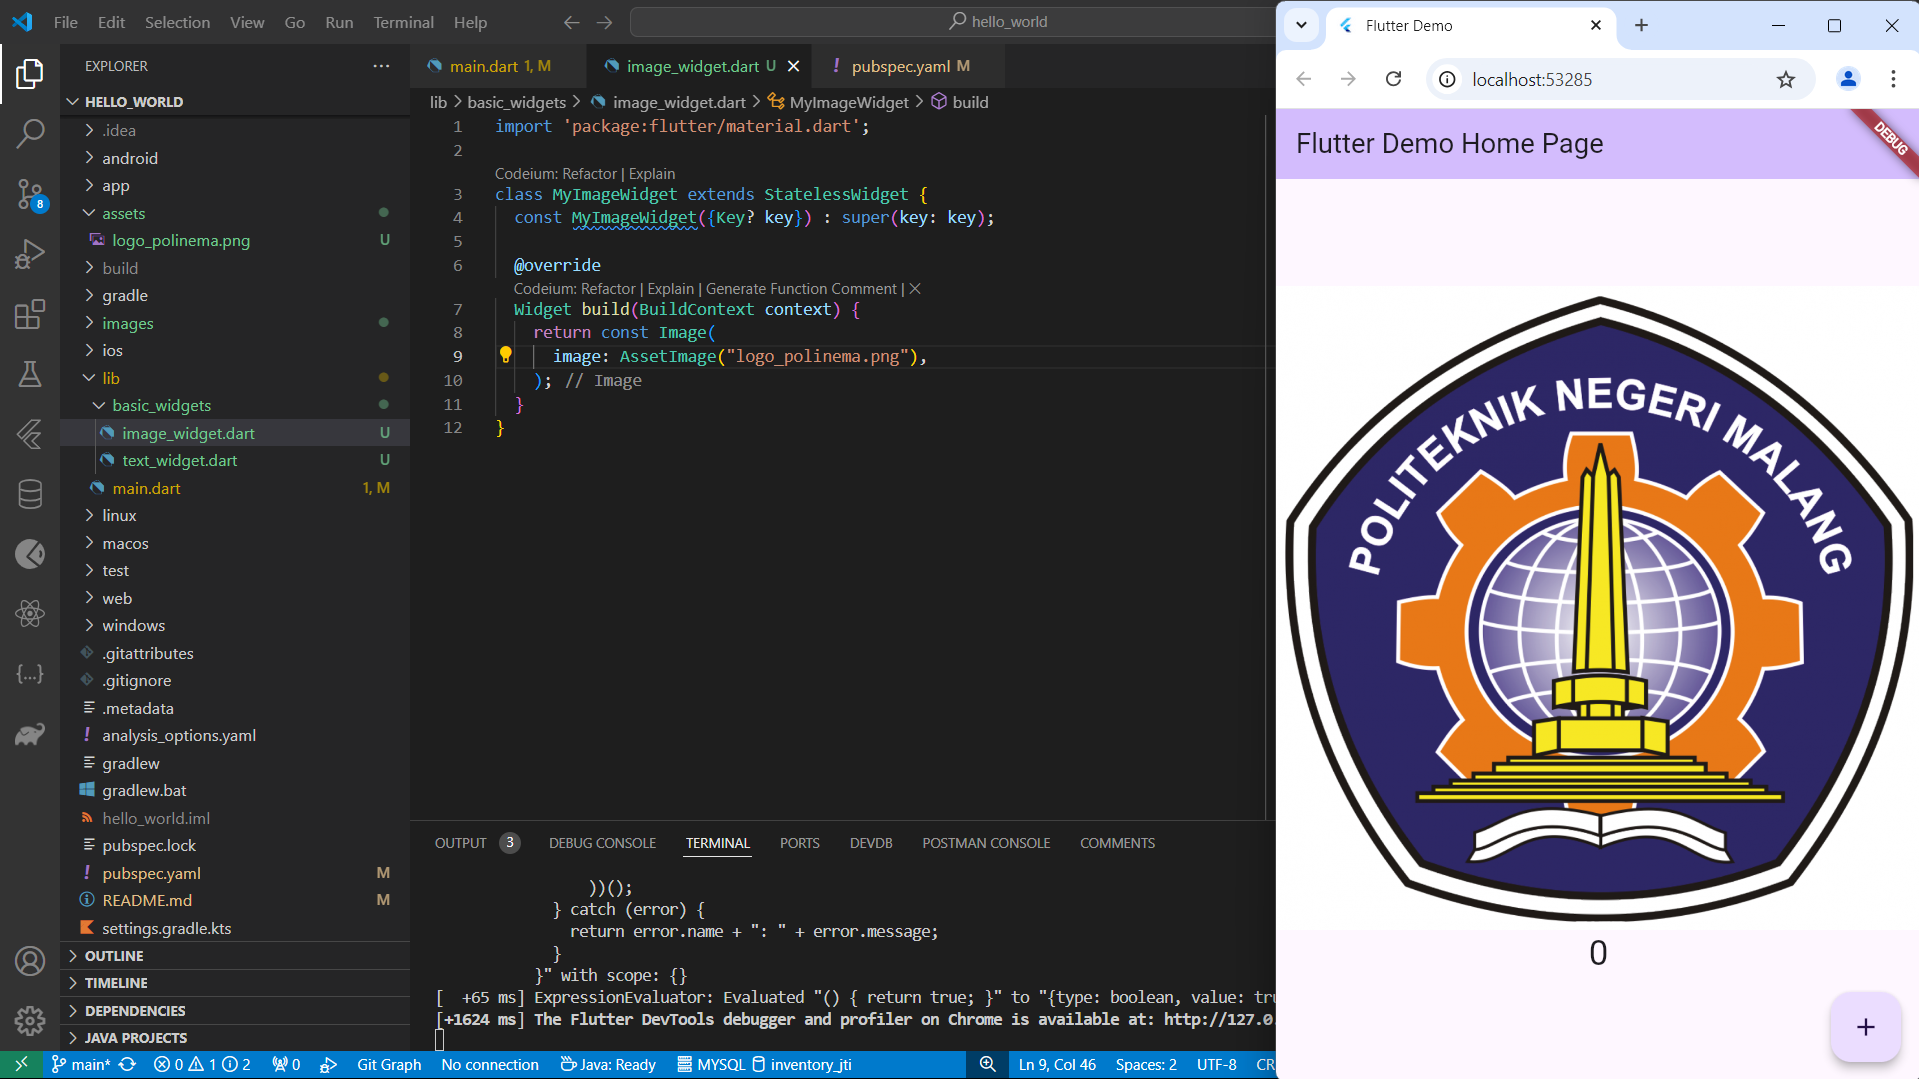 File Edit Selection View Go Run Terminal Help
hello_world
EXPLORER
HELLO_WORLD
.idea
android
app
assets
logo_polinema.png U
build
gradle
images
ios
lib
basic_widgets
image_widget.dart U
text_widget.dart U
main.dart 1, M
linux
macos
test
web
windows
.gitattributes
.gitignore
.metadata
analysis_options.yaml
gradlew
gradlew.bat
hello_world.iml
pubspec.lock
pubspec.yaml M
README.md M
settings.gradle.kts
OUTLINE
TIMELINE
DEPENDENCIES
JAVA PROJECTS
8
main.dart 1, M image_widget.dart U pubspec.yaml M
lib > basic_widgets > image_widget.dart > MyImageWidget > build
1 import 'package:flutter/material.dart';
2
Codeium: Refactor | Explain
3 class MyImageWidget extends StatelessWidget {
4 const MyImageWidget({Key? key}) : super(key: key);
5
6 @override
Codeium: Refactor | Explain | Generate Function Comment | ×
7 Widget build(BuildContext context) {
8 return const Image(
9 image: AssetImage("logo_polinema.png"),
10 ); // Image
11 }
12 }
OUTPUT 3 DEBUG CONSOLE TERMINAL PORTS DEVDB POSTMAN CONSOLE COMMENTS
))();
} catch (error) {
return error.name + ": " + error.message;
}
}" with scope: {}
[ +65 ms] ExpressionEvaluator: Evaluated "() { return true; }" to "{type: boolean, value: tru
[+1624 ms] The Flutter DevTools debugger and profiler on Chrome is available at: http://127.0.
main* 0 1 2 0 Git Graph No connection Java: Ready MYSQL inventory_jti Ln 9, Col 46 Spaces: 2 UTF-8 CR
Flutter Demo
localhost:53285
Flutter Demo Home Page
DEBUG
POLITEKNIK NEGERI MALANG
0
+